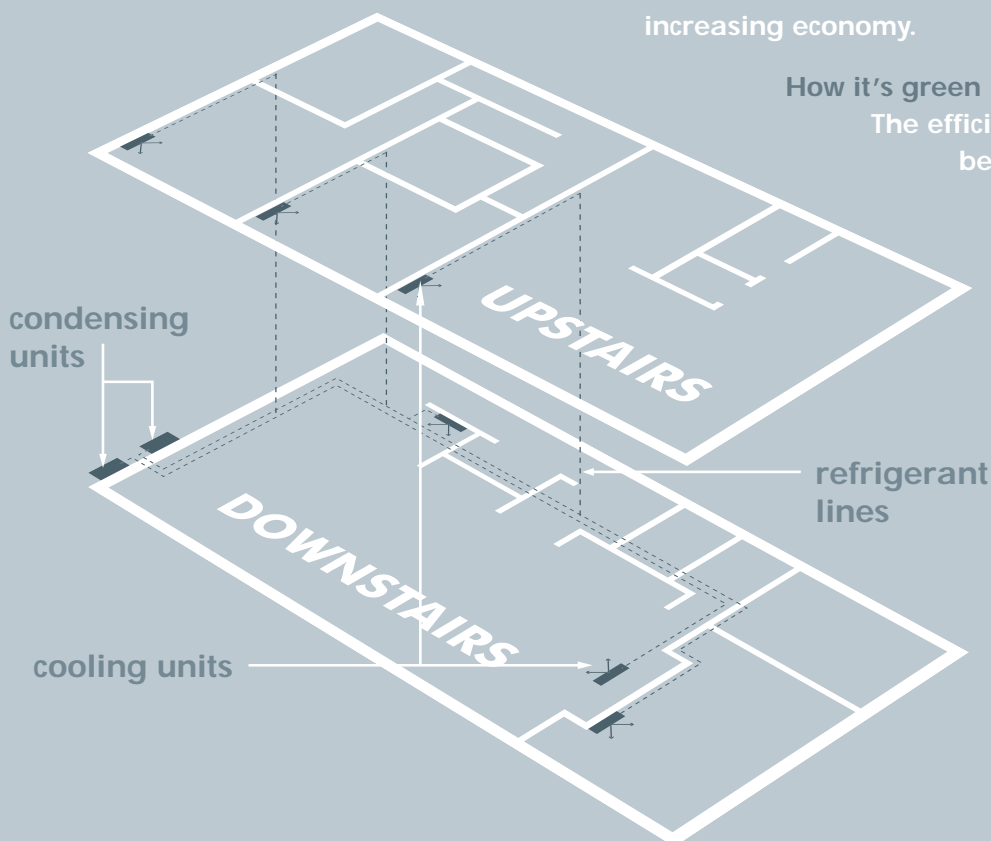 increasing economy.
How it's green
The effici
be
UPSTAIRS
condensing
units
refrigerant
lines
DOWNSTAIRS
cooling units